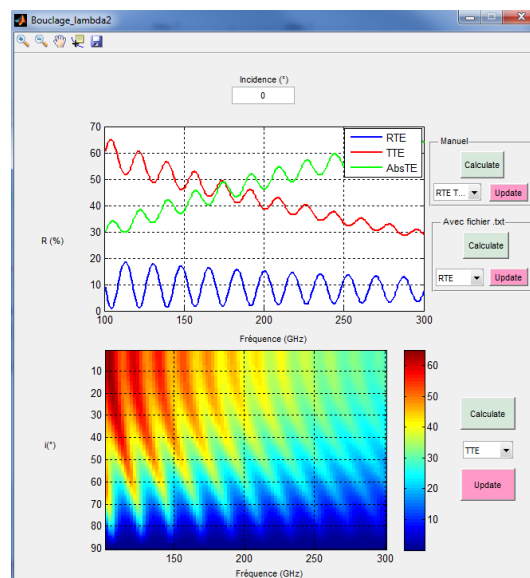 Bouclage_lambda2
Incidence (°)
0
70
60
50
40
30
20
10
0
R (%)
100
150
200
250
300
Fréquence (GHz)
RTE
TTE
AbsTE
Manuel
Calculate
RTE T...
Update
Avec fichier .txt
Calculate
RTE
Update
10
20
30
40
50
60
70
80
90
i(°)
150
200
250
301
Fréquence (GHz)
60
50
40
30
20
10
Calculate
TTE
Update